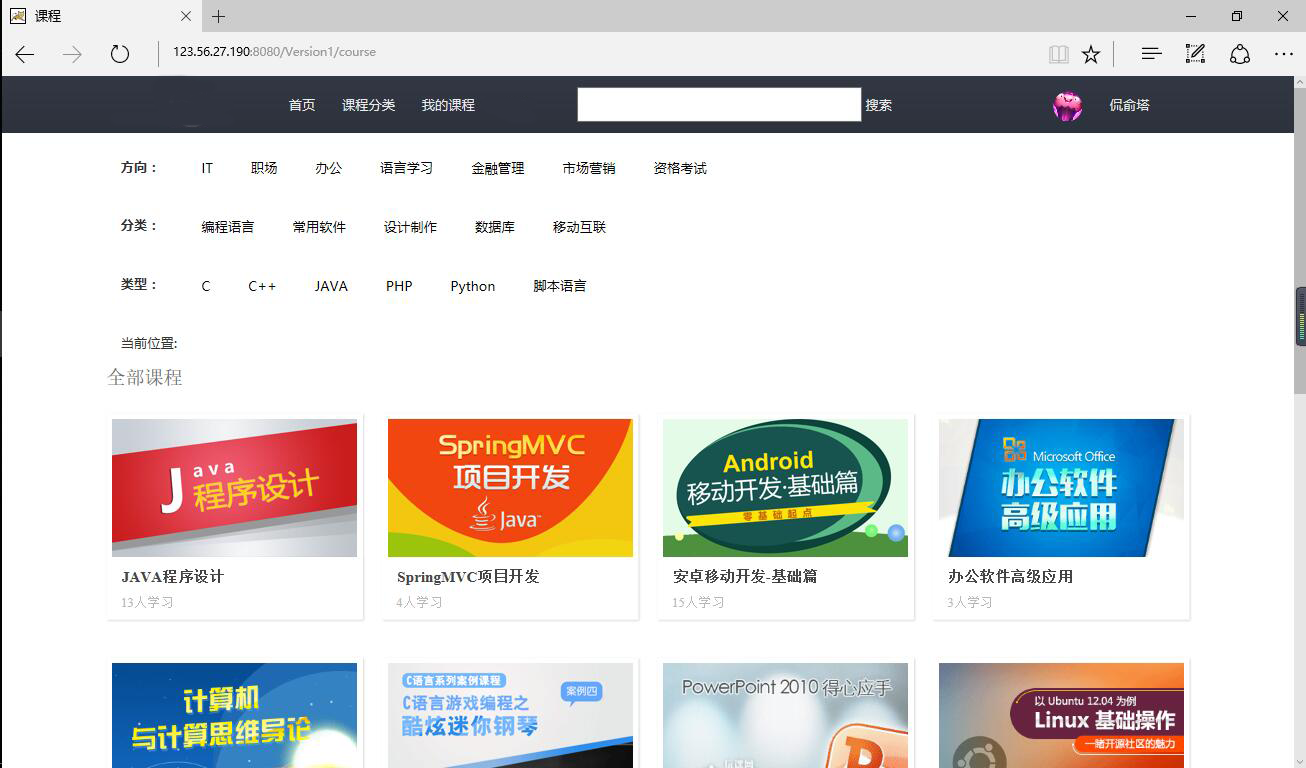 课程
123.56.27.190:8080/Version1/course
首页 课程分类 我的课程 搜索 侃俞塔
方向： IT 职场 办公 语言学习 金融管理 市场营销 资格考试
分类： 编程语言 常用软件 设计制作 数据库 移动互联
类型： C C++ JAVA PHP Python 脚本语言
当前位置:
全部课程
Java
程序设计
SpringMVC
项目开发
Java™
Android
移动开发·基础篇
零基础起点
Microsoft Office
办公软件
高级应用
JAVA程序设计
13人学习
SpringMVC项目开发
4人学习
安卓移动开发-基础篇
15人学习
办公软件高级应用
3人学习
计算机
与计算思维导论
C语言系列案例课程
C语言游戏编程之
酷炫迷你钢琴
案例四
PowerPoint 2010 得心应手
以 Ubuntu 12.04 为例
Linux 基础操作
一睹开源社区的魅力